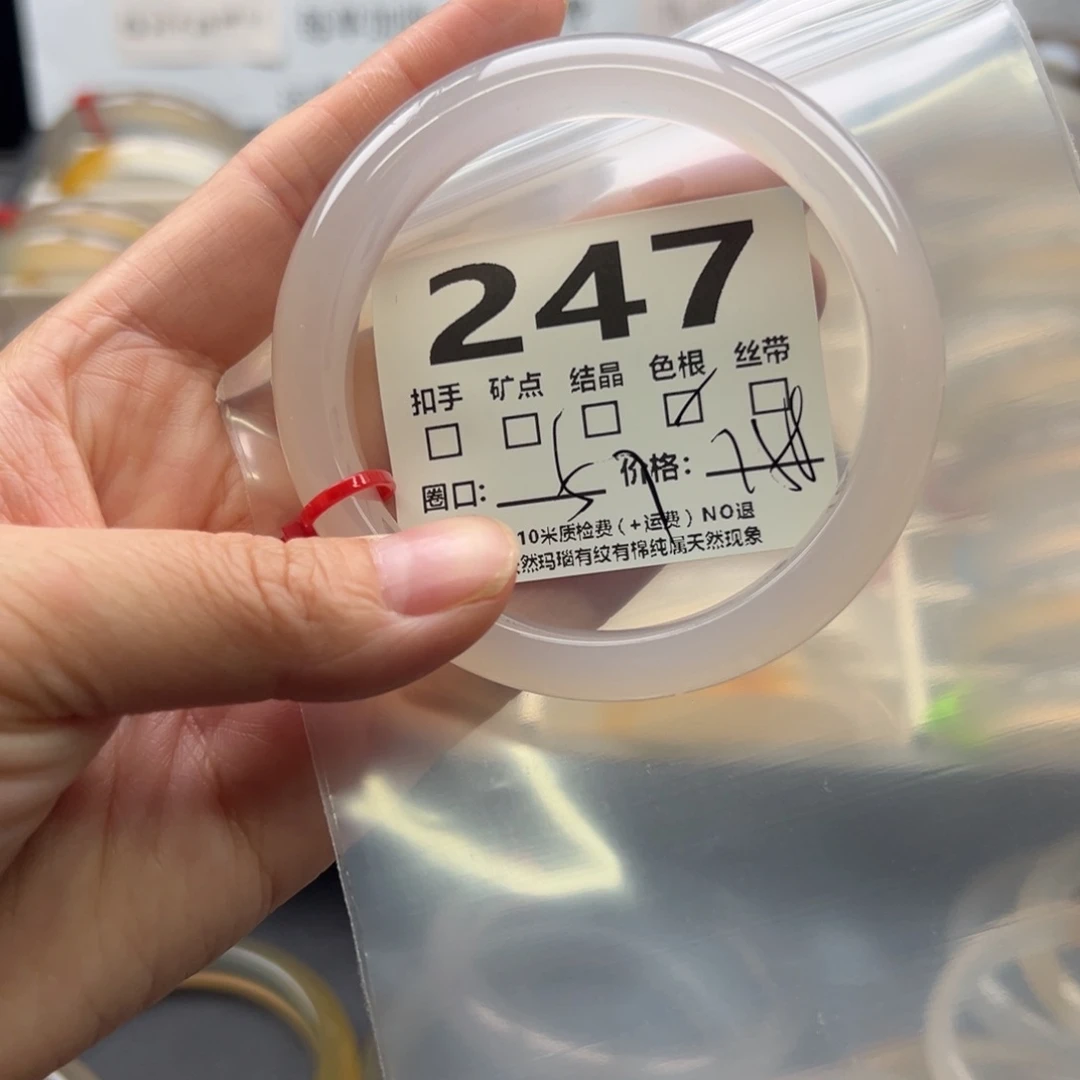 247
扣手 矿点 结晶 色根 丝带
圈口: 价格:
10米质检费（+运费）NO退
然玛瑙有纹有棉纯属天然现象